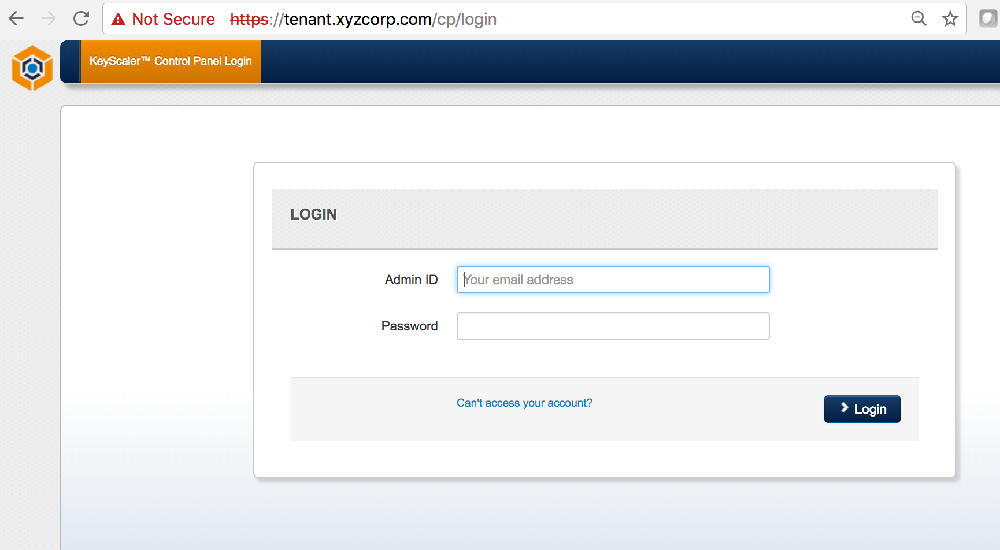 Not Secure https://tenant.xyzcorp.com/cp/login
KeyScaler™ Control Panel Login
LOGIN
Admin ID Your email address
Password
Can't access your account?
Login